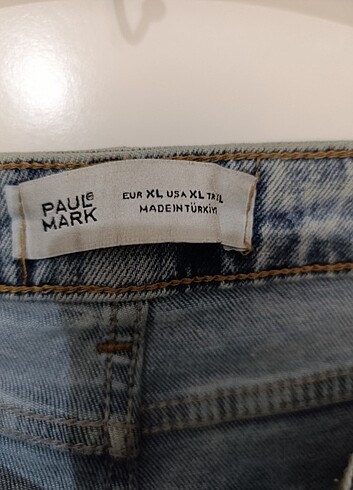 PAUL®
MARK
EUR XL USA XL TR XL
MADE IN TÜRKİYE